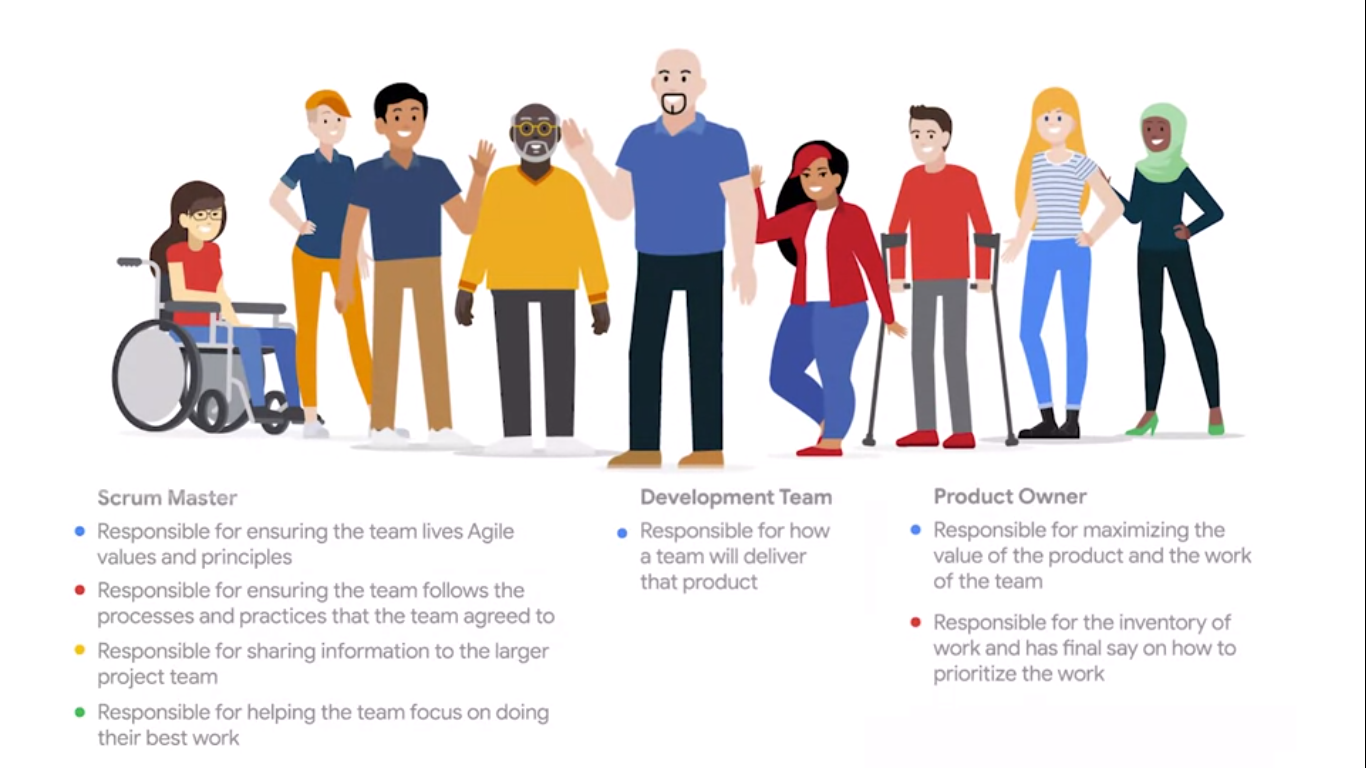 Scrum Master
Responsible for ensuring the team lives Agile
values and principles
Responsible for ensuring the team follows the
processes and practices that the team agreed to
Responsible for sharing information to the larger
project team
Responsible for helping the team focus on doing
their best work
Development Team
Responsible for how
a team will deliver
that product
Product Owner
Responsible for maximizing the
value of the product and the work
of the team
Responsible for the inventory of
work and has final say on how to
prioritize the work